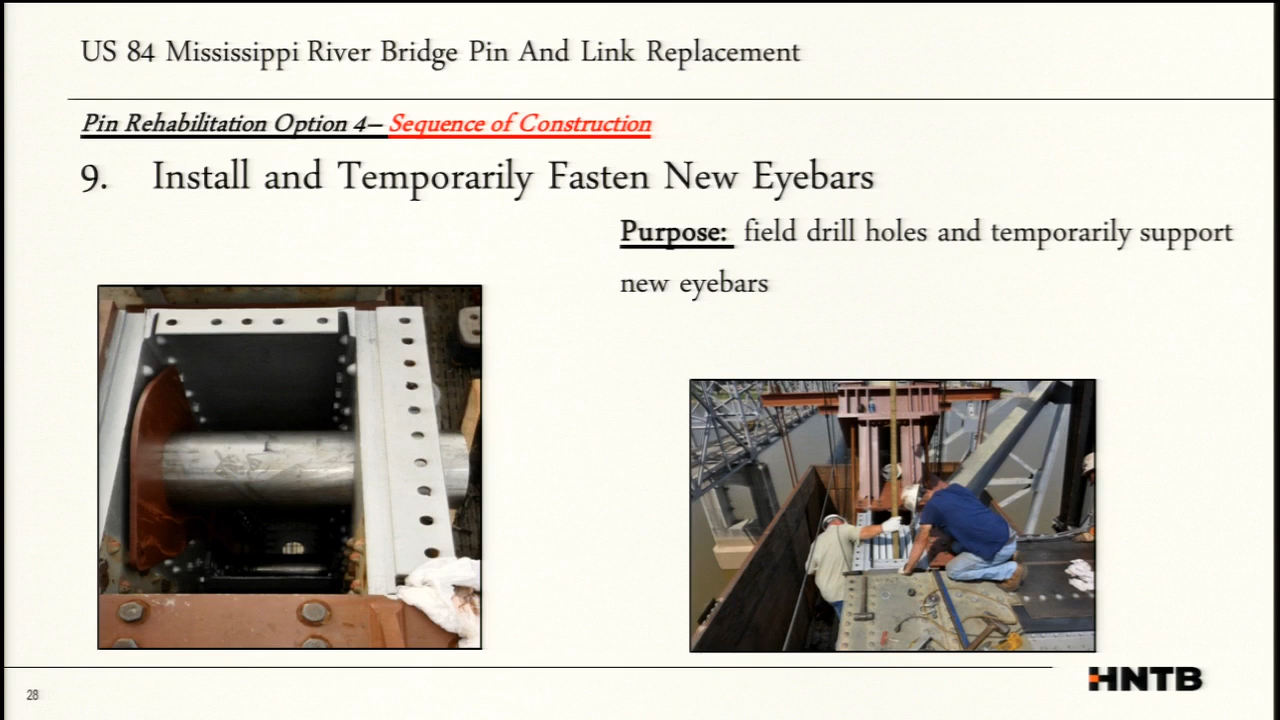 US 84 Mississippi River Bridge Pin And Link Replacement
Pin Rehabilitation Option 4– Sequence of Construction
9. Install and Temporarily Fasten New Eyebars
Purpose: field drill holes and temporarily support
new eyebars
28
HNTB